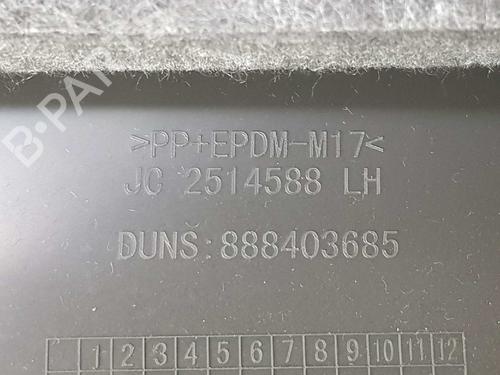 B-PARTS
>PP+EPDM-M17<
JC 2514588 LH
DUNS:888403685
1 2 3 4 5 6 7 8 9 10 11 12